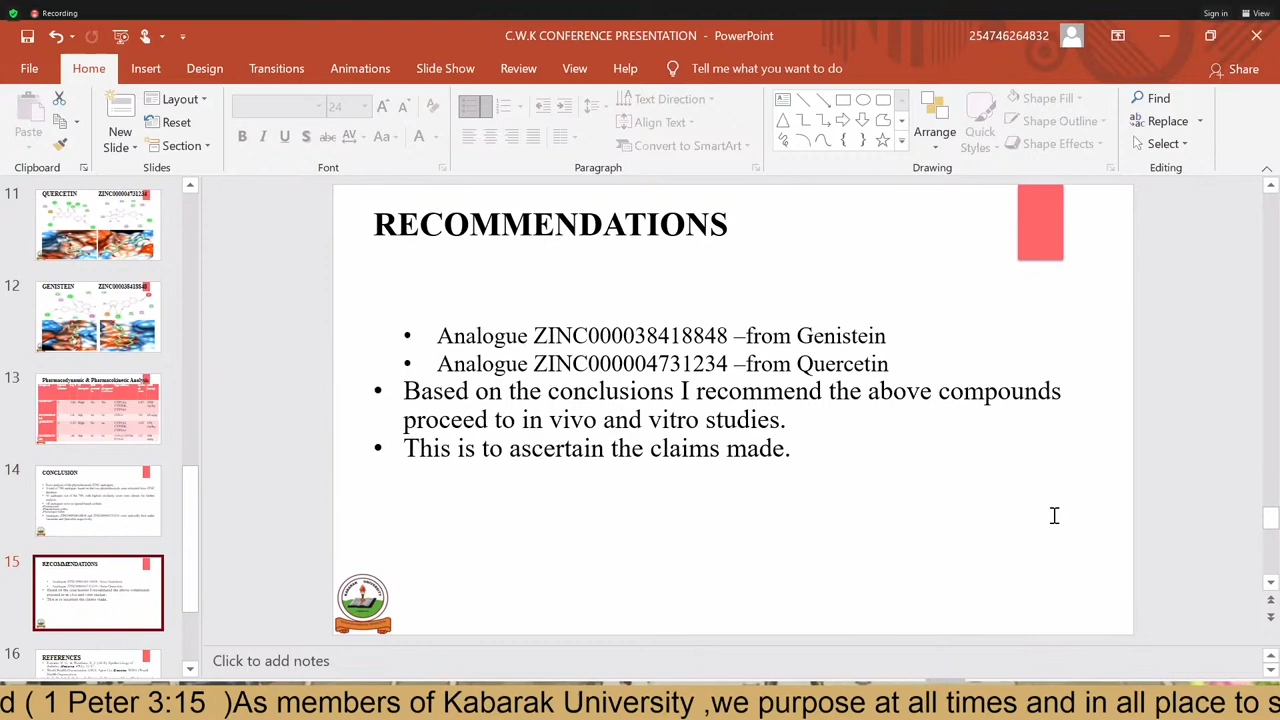 Recording
Sign in
View
C.W.K CONFERENCE PRESENTATION - PowerPoint
254746264832
File
Home
Insert
Design
Transitions
Animations
Slide Show
Review
View
Help
Tell me what you want to do
Share
Paste
Clipboard
New
Slide
Layout
Reset
Section
Slides
24
B
I
U
S
abc
AV
Aa
A
Font
Text Direction
Align Text
Convert to SmartArt
Paragraph
Arrange
Quick
Styles
Shape Fill
Shape Outline
Shape Effects
Drawing
Find
Replace
Select
Editing
11
QUERCETIN ZINC000004731234
12
GENISTEIN ZINC000038418848
13
Pharmacodynamic & Pharmacokinetic Analysis
14
CONCLUSION
15
RECOMMENDATIONS
16
REFERENCES
RECOMMENDATIONS
• Analogue ZINC000038418848 –from Genistein
• Analogue ZINC000004731234 –from Quercetin
• Based on the conclusions I recommend the above compounds
proceed to in vivo and vitro studies.
• This is to ascertain the claims made.
Click to add notes
d ( 1 Peter 3:15 )As members of Kabarak University ,we purpose at all times and in all place to s